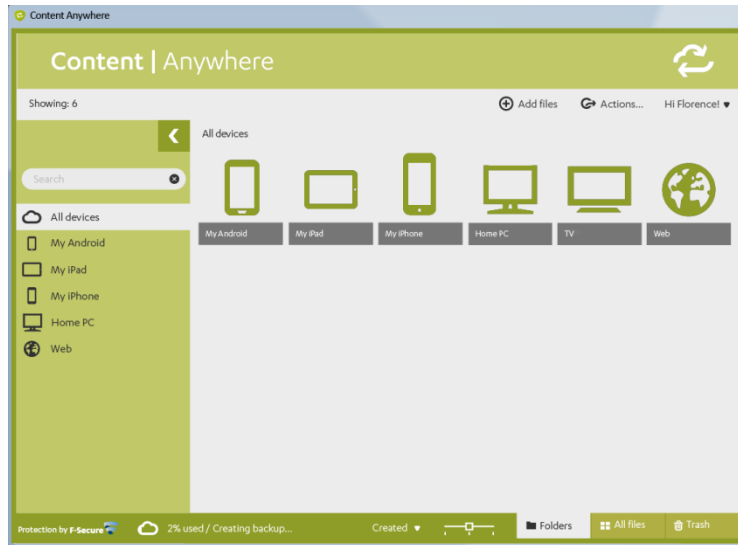 Content Anywhere
Content | Anywhere
Showing: 6
Add files
Actions...
Hi Florence!
All devices
Search
All devices
My Android
My iPad
My iPhone
Home PC
Web
My Android
My iPad
My iPhone
Home PC
TV
Web
Protection by F-Secure
2% used / Creating backup...
Created
Folders
All files
Trash